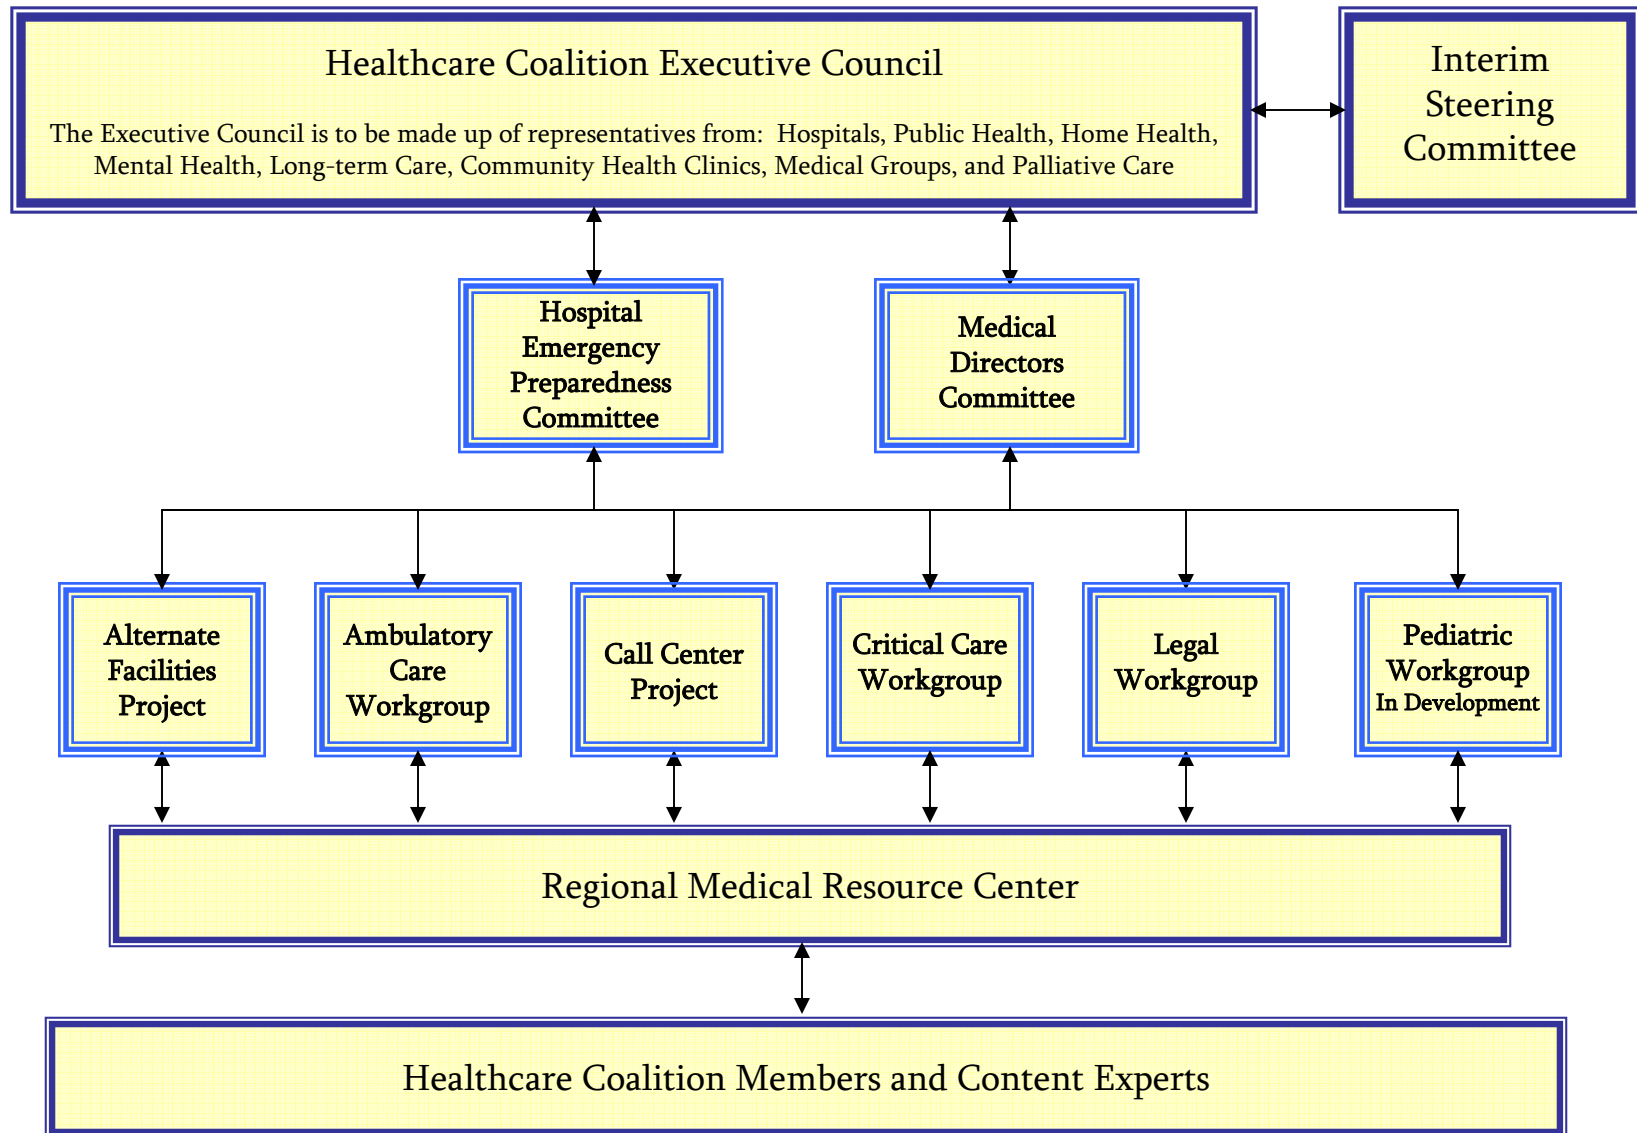 Healthcare Coalition Executive Council
The Executive Council is to be made up of representatives from:  Hospitals, Public Health, Home Health,
Mental Health, Long-term Care, Community Health Clinics, Medical Groups, and Palliative Care
Interim
Steering
Committee
Hospital
Emergency
Preparedness
Committee
Medical
Directors
Committee
Alternate
Facilities
Project
Ambulatory
Care
Workgroup
Call Center
Project
Critical Care
Workgroup
Legal
Workgroup
Pediatric
Workgroup
In Development
Regional Medical Resource Center
Healthcare Coalition Members and Content Experts